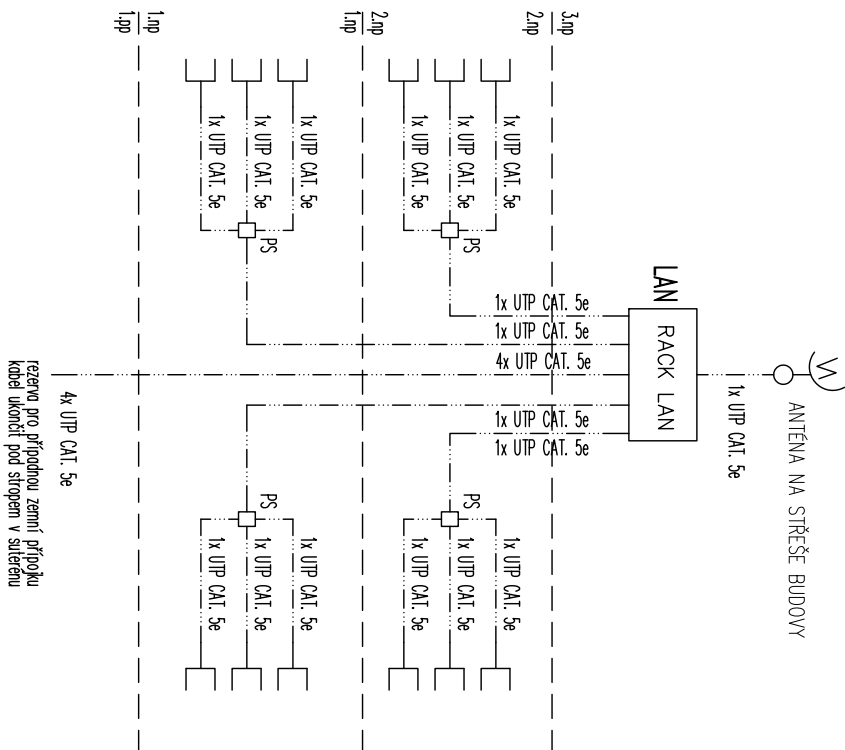 ANTÉNA NA STŘEŠE BUDOVY
1x UTP CAT. 5e
LAN
RACK LAN
3.np
2.np
1x UTP CAT. 5e
1x UTP CAT. 5e
4x UTP CAT. 5e
1x UTP CAT. 5e
1x UTP CAT. 5e
1x UTP CAT. 5e
1x UTP CAT. 5e
1x UTP CAT. 5e
PS
PS
1x UTP CAT. 5e
1x UTP CAT. 5e
1x UTP CAT. 5e
2.np
1.np
1x UTP CAT. 5e
1x UTP CAT. 5e
1x UTP CAT. 5e
PS
PS
1x UTP CAT. 5e
1x UTP CAT. 5e
1x UTP CAT. 5e
1.np
1.pp
4x UTP CAT. 5e
rezerva pro případnou zemní přípojku
kabel ukončit pod stropem v suterénu